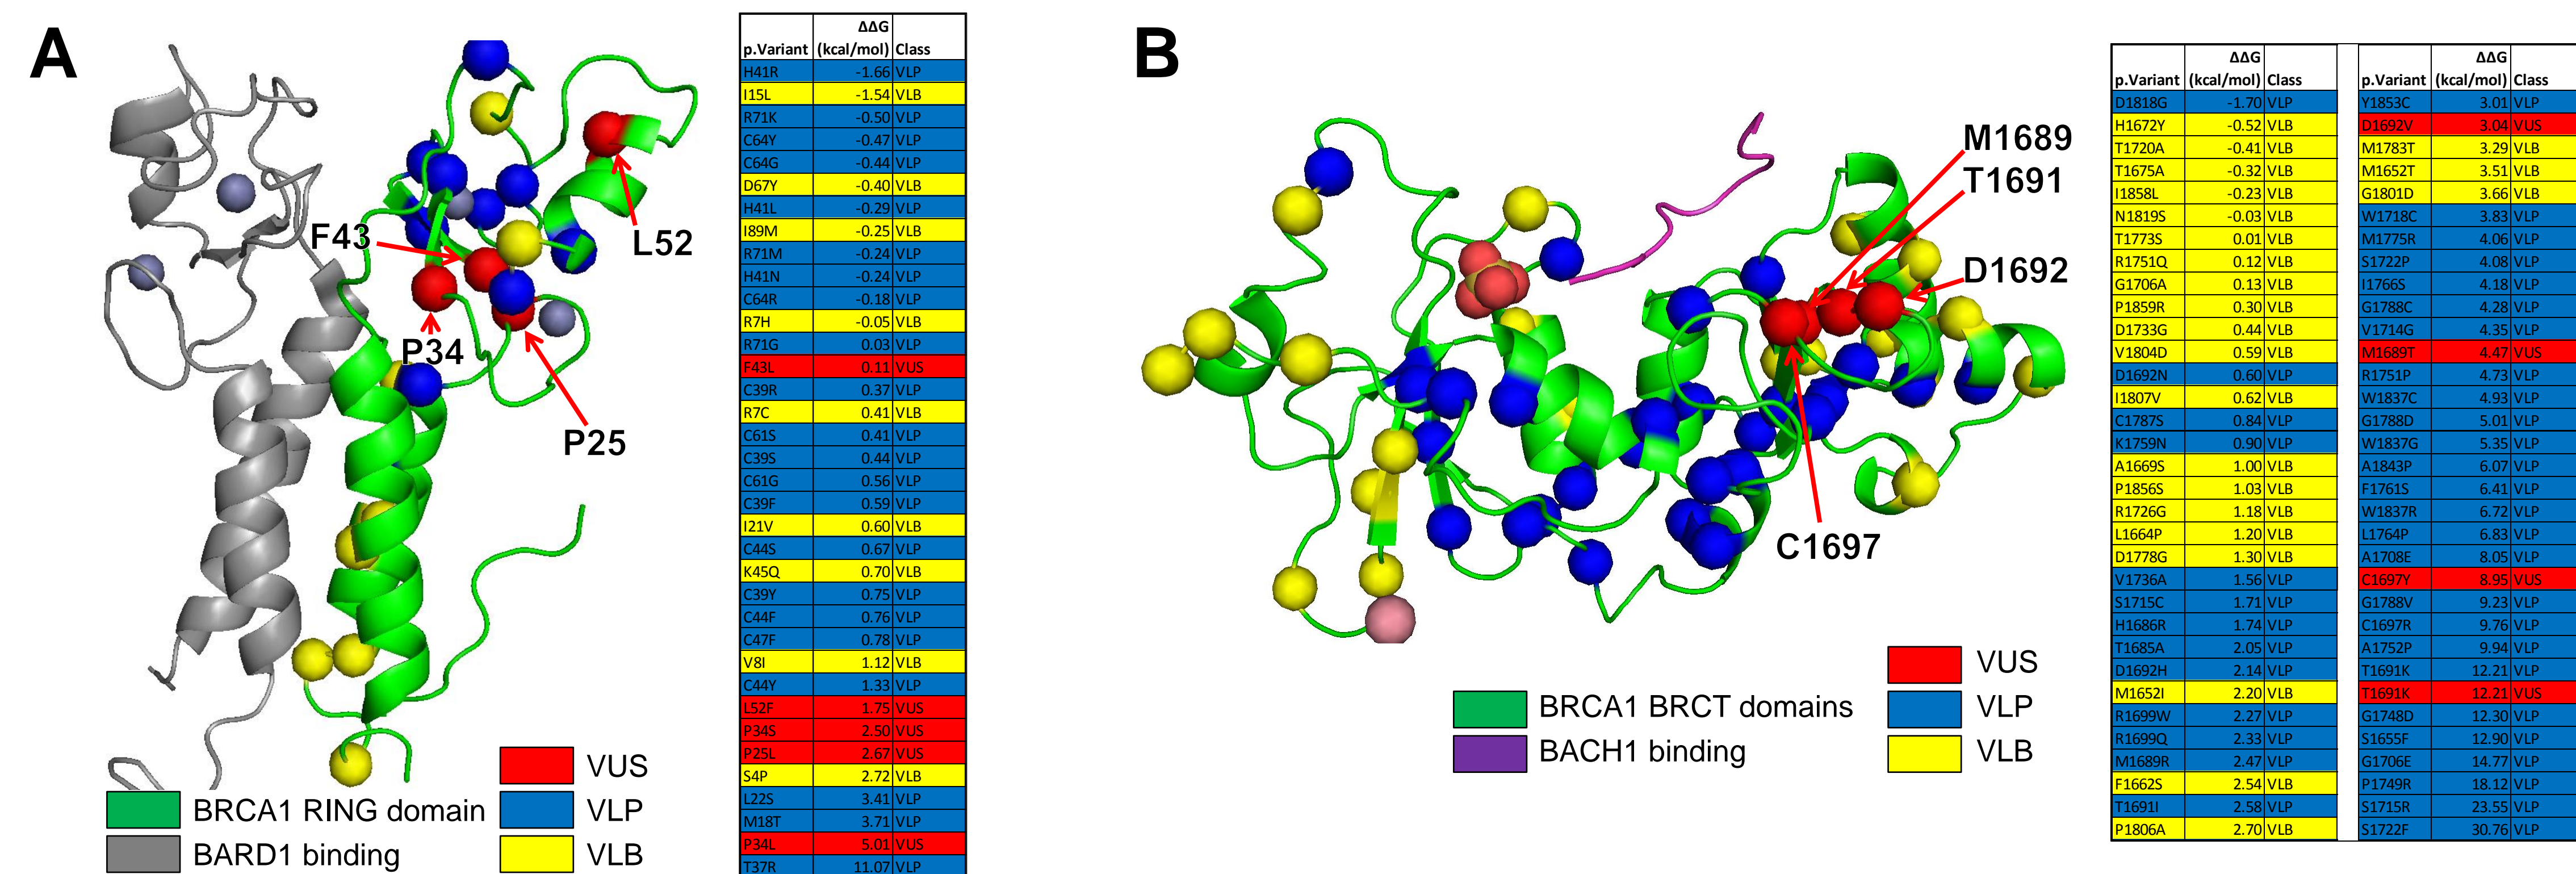 A
F43
P34
L52
P25
BRCA1 RING domain
BARD1 binding
VUS
VLP
VLB
ΔΔG
p.Variant (kcal/mol) Class
H41R -1.66 VLP
I15L -1.54 VLB
R71K -0.50 VLP
C64Y -0.47 VLP
C64G -0.44 VLP
D67Y -0.40 VLB
H41L -0.29 VLP
I89M -0.25 VLB
R71M -0.24 VLP
H41N -0.24 VLP
C64R -0.18 VLP
R7H -0.05 VLB
R71G 0.03 VLP
F43L 0.11 VUS
C39R 0.37 VLP
R7C 0.41 VLB
C61S 0.41 VLP
C39S 0.44 VLP
C61G 0.56 VLP
C39F 0.59 VLP
I21V 0.60 VLB
C44S 0.67 VLP
K45Q 0.70 VLB
C39Y 0.75 VLP
C44F 0.76 VLP
C47F 0.78 VLP
V8I 1.12 VLB
C44Y 1.33 VLP
L52F 1.75 VUS
P34S 2.50 VUS
P25L 2.67 VUS
S4P 2.72 VLB
L22S 3.41 VLP
M18T 3.71 VLP
P34L 5.01 VUS
T37R 11.07 VLP
B
M1689
T1691
D1692
C1697
BRCA1 BRCT domains
BACH1 binding
VUS
VLP
VLB
ΔΔG
p.Variant (kcal/mol) Class
D1818G -1.70 VLP
H1672Y -0.52 VLB
T1720A -0.41 VLB
T1675A -0.32 VLB
I1858L -0.23 VLB
N1819S -0.03 VLB
T1773S 0.01 VLB
R1751Q 0.12 VLB
G1706A 0.13 VLB
P1859R 0.30 VLB
D1733G 0.44 VLB
V1804D 0.59 VLB
D1692N 0.60 VLP
I1807V 0.62 VLB
C1787S 0.84 VLP
K1759N 0.90 VLP
A1669S 1.00 VLB
P1856S 1.03 VLB
R1726G 1.18 VLB
L1664P 1.20 VLB
D1778G 1.30 VLB
V1736A 1.56 VLP
S1715C 1.71 VLP
H1686R 1.74 VLP
T1685A 2.05 VLP
D1692H 2.14 VLP
M1652I 2.20 VLB
R1699W 2.27 VLP
R1699Q 2.33 VLP
M1689R 2.47 VLP
F1662S 2.54 VLB
T1691I 2.58 VLP
P1806A 2.70 VLB
ΔΔG
p.Variant (kcal/mol) Class
Y1853C 3.01 VLP
D1692V 3.04 VUS
M1783T 3.29 VLB
M1652T 3.51 VLB
G1801D 3.66 VLB
W1718C 3.83 VLP
M1775R 4.06 VLP
S1722P 4.08 VLP
I1766S 4.18 VLP
G1788C 4.28 VLP
V1714G 4.35 VLP
M1689T 4.47 VUS
R1751P 4.73 VLP
W1837C 4.93 VLP
G1788D 5.01 VLP
W1837G 5.35 VLP
A1843P 6.07 VLP
F1761S 6.41 VLP
W1837R 6.72 VLP
L1764P 6.83 VLP
A1708E 8.05 VLP
C1697Y 8.95 VUS
G1788V 9.23 VLP
C1697R 9.76 VLP
A1752P 9.94 VLP
T1691K 12.21 VLP
T1691K 12.21 VUS
G1748D 12.30 VLP
S1655F 12.90 VLP
G1706E 14.77 VLP
P1749R 18.12 VLP
S1715R 23.55 VLP
S1722F 30.76 VLP